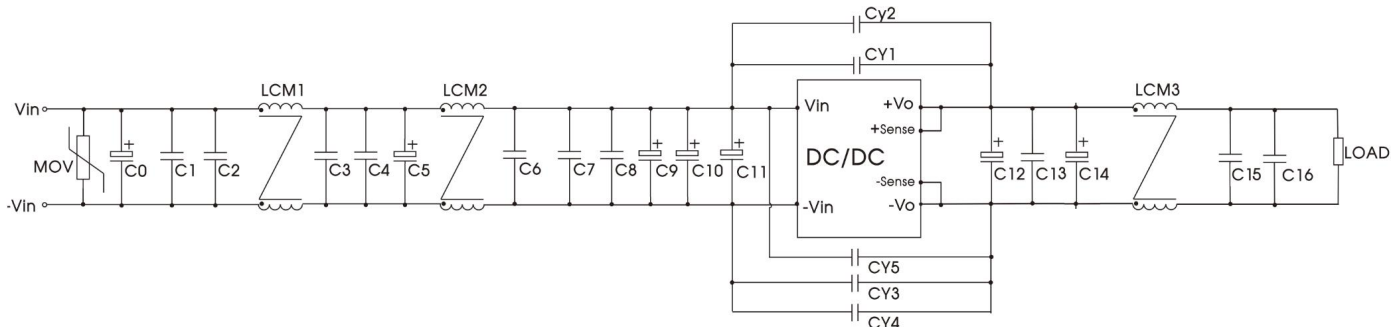 Cy2
CY1
LCM1
LCM2
LCM3
Vin
Vin
+Vo
+Sense
MOV
+
C0
C1
C2
C3
C4
+
C5
C6
C7
C8
+
C9
+
C10
+
C11
DC/DC
+
C12
C13
+
C14
C15
C16
LOAD
-Sense
-Vin
-Vin
-Vo
CY5
CY3
CY4